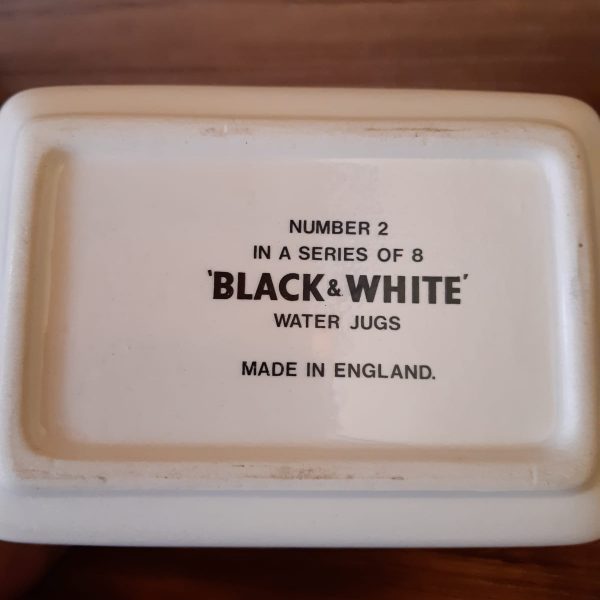 NUMBER 2
IN A SERIES OF 8
'BLACK & WHITE'
WATER JUGS
MADE IN ENGLAND.